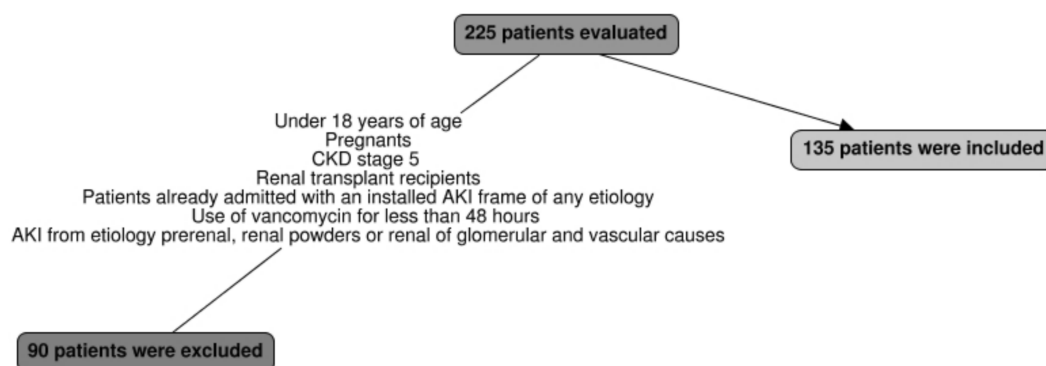 225 patients evaluated
Under 18 years of age
Pregnants
CKD stage 5
Renal transplant recipients
Patients already admitted with an installed AKI frame of any etiology
Use of vancomycin for less than 48 hours
AKI from etiology prerenal, renal powders or renal of glomerular and vascular causes
135 patients were included
90 patients were excluded